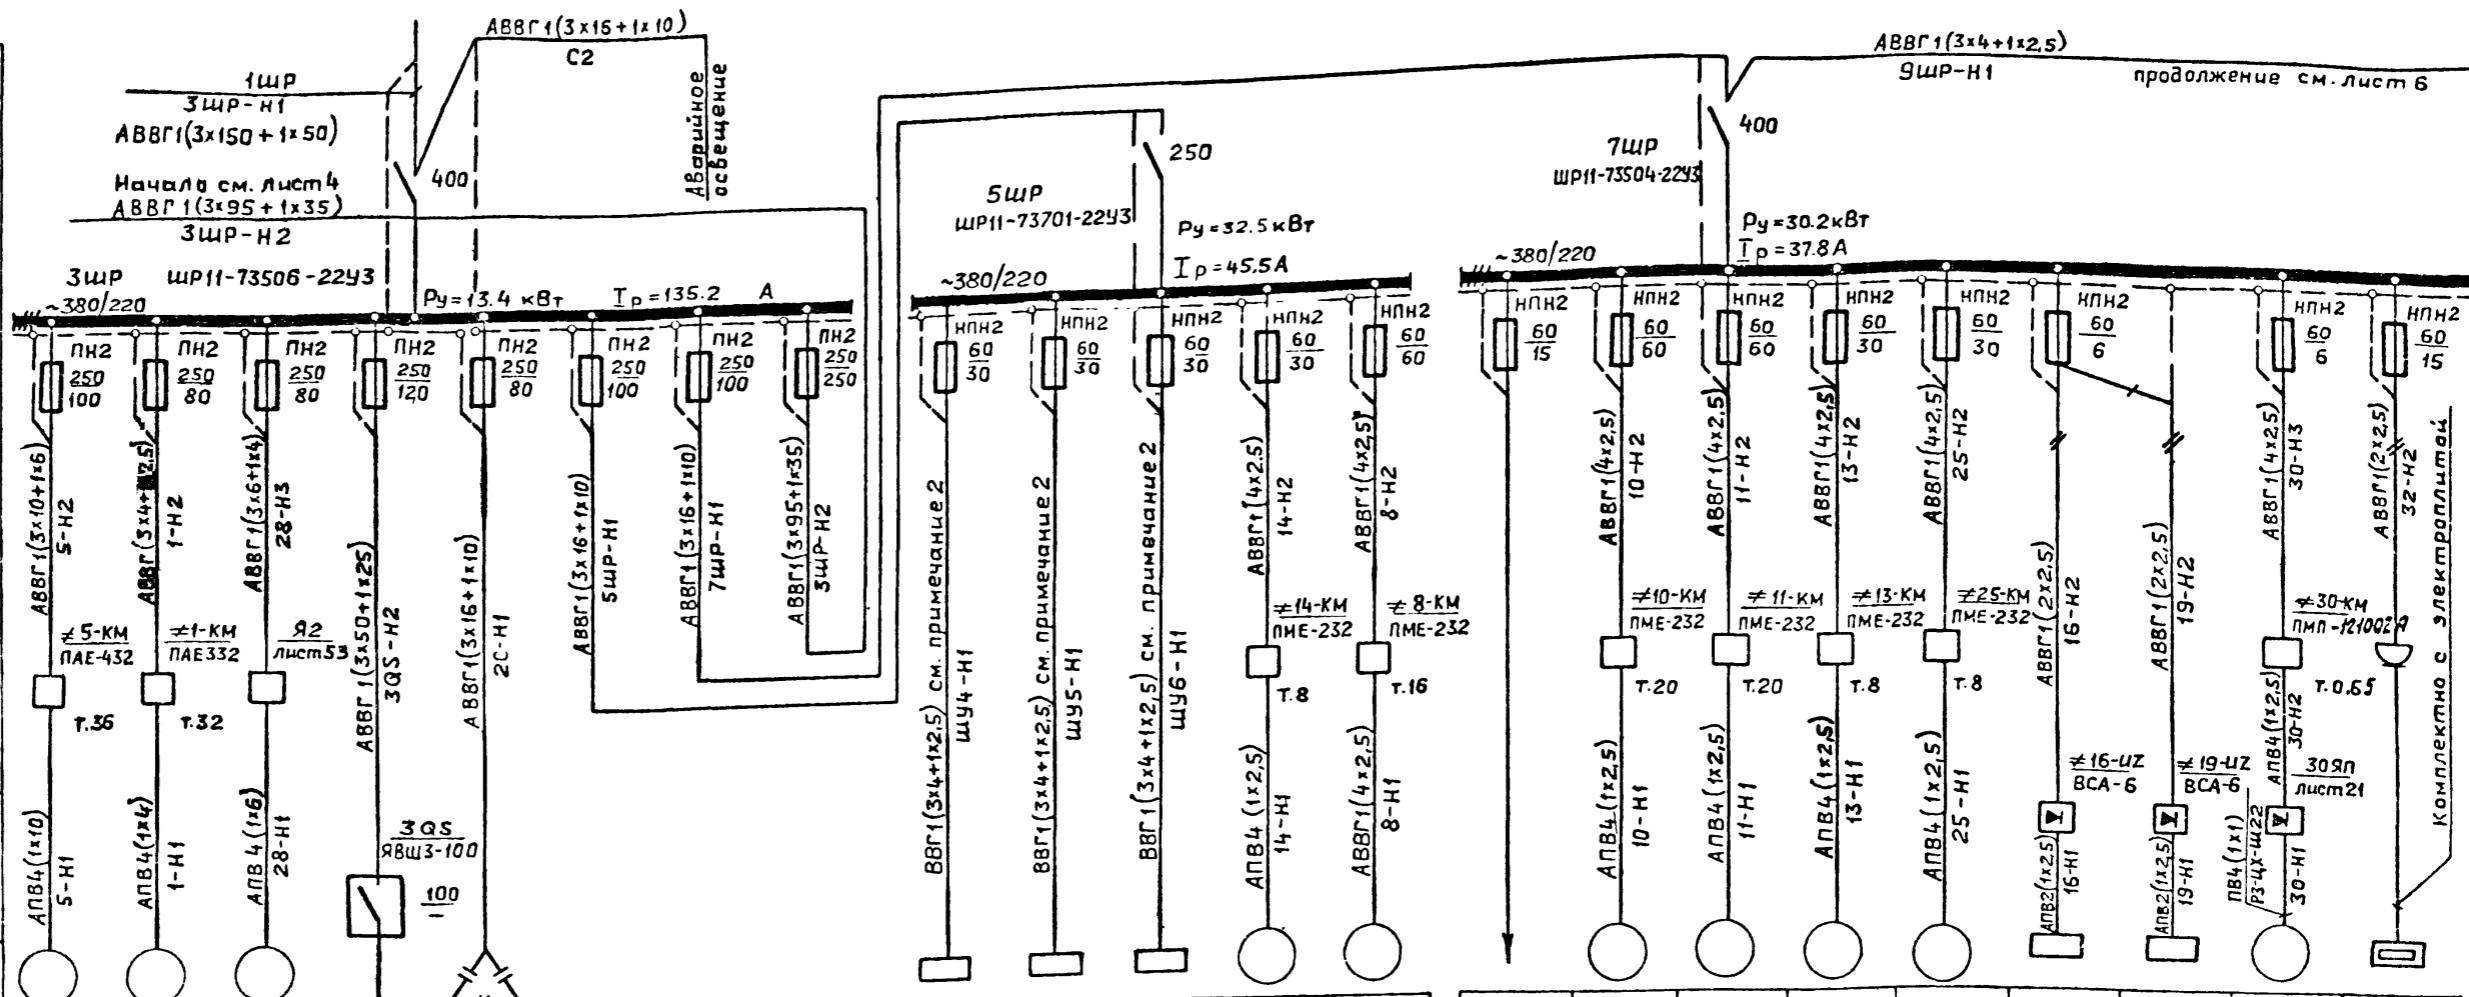 1ШР
3ШР-Н1
АВВГ1(3х150+1х50)
Начало см. лист 4
АВВГ1(3х95+1х35)
3ШР-Н2
АВВГ1(3х16+1х10)
С2
Аварийное
освещение
400
3ШР ШР11-73506-22У3
~380/220
Ру=13.4 кВт Iр=135.2 А
ПН2
250
100
ПН2
250
80
ПН2
250
80
ПН2
250
120
ПН2
250
80
ПН2
250
100
ПН2
250
100
ПН2
250
250
АВВГ1(3х10+1х6)
5-Н2
АВВГ(3х4+1х2,5)
1-Н2
АВВГ1(3х6+1х4)
28-Н3
АВВГ1(3х50+1х25)
3QS-Н2
АВВГ1(3х16+1х10)
2С-Н1
АВВГ1(3х16+1х10)
5ШР-Н1
АВВГ1(3х16+1х10)
7ШР-Н1
АВВГ1(3х95+1х35)
3ШР-Н2
≠5-КМ
ПАЕ-432
≠1-КМ
ПАЕ332
Я2
лист53
т.36
т.32
АПВ4(1х10)
5-Н1
АПВ4(1х4)
1-Н1
АПВ4(1х6)
28-Н1
3QS
ЯВШ3-100
100
–
250
5ШР
ШР11-73701-22У3
Ру=32.5кВт
Iр=45.5А
~380/220
НПН2
60
30
НПН2
60
30
НПН2
60
30
НПН2
60
30
НПН2
60
60
ВВГ1(3х4+1х2,5) см. примечание 2
ШУ4-Н1
ВВГ1(3х4+1х2,5) см. примечание 2
ШУ5-Н1
ВВГ1(3х4+1х2,5) см. примечание 2
ШУ6-Н1
АВВГ1(4х2.5)
14-Н2
АВВГ1(4х2,5)
8-Н2
≠14-КМ
ПМЕ-232
≠8-КМ
ПМЕ-232
т.8
т.16
АПВ4(1х2,5)
14-Н1
АВВГ1(4х2,5)
8-Н1
АВВГ1(3х4+1х2,5)
9ШР-Н1
продолжение см. лист 6
400
7ШР
ШР11-73504-22У3
Ру=30.2кВт
Iр=37.8А
~380/220
НПН2
60
15
НПН2
60
60
НПН2
60
60
НПН2
60
30
НПН2
60
30
НПН2
60
6
НПН2
60
6
НПН2
60
15
АВВГ1(4х2,5)
10-Н2
АВВГ1(4х2,5)
11-Н2
АВВГ1(4х2,5)
13-Н2
АВВГ1(4х2,5)
25-Н2
АВВГ1(2х2,5)
16-Н2
АВВГ1(2х2,5)
19-Н2
АВВГ1(4х2,5)
30-Н3
АВВГ1(2х2,5)
32-Н2
Комплектно с электроплитой
≠10-КМ
ПМЕ-232
≠11-КМ
ПМЕ-232
≠13-КМ
ПМЕ-232
≠25-КМ
ПМЕ-232
≠30-КМ
ПМЛ-121002А
т.20
т.20
т.8
т.8
т.0,65
АПВ4(1х2,5)
10-Н1
АПВ4(1х2,5)
11-Н1
АПВ4(1х2,5)
13-Н1
АПВ4(1х2,5)
25-Н1
≠16-UZ
ВСА-6
≠19-UZ
ВСА-6
АПВ4(1х2,5)
30-Н2
30ЯП
лист21
АПВ2(1х2,5)
16-Н1
АПВ2(1х2,5)
19-Н1
ПВ4(1х1)
РЗ-ЦХ-Ш22
30-Н1